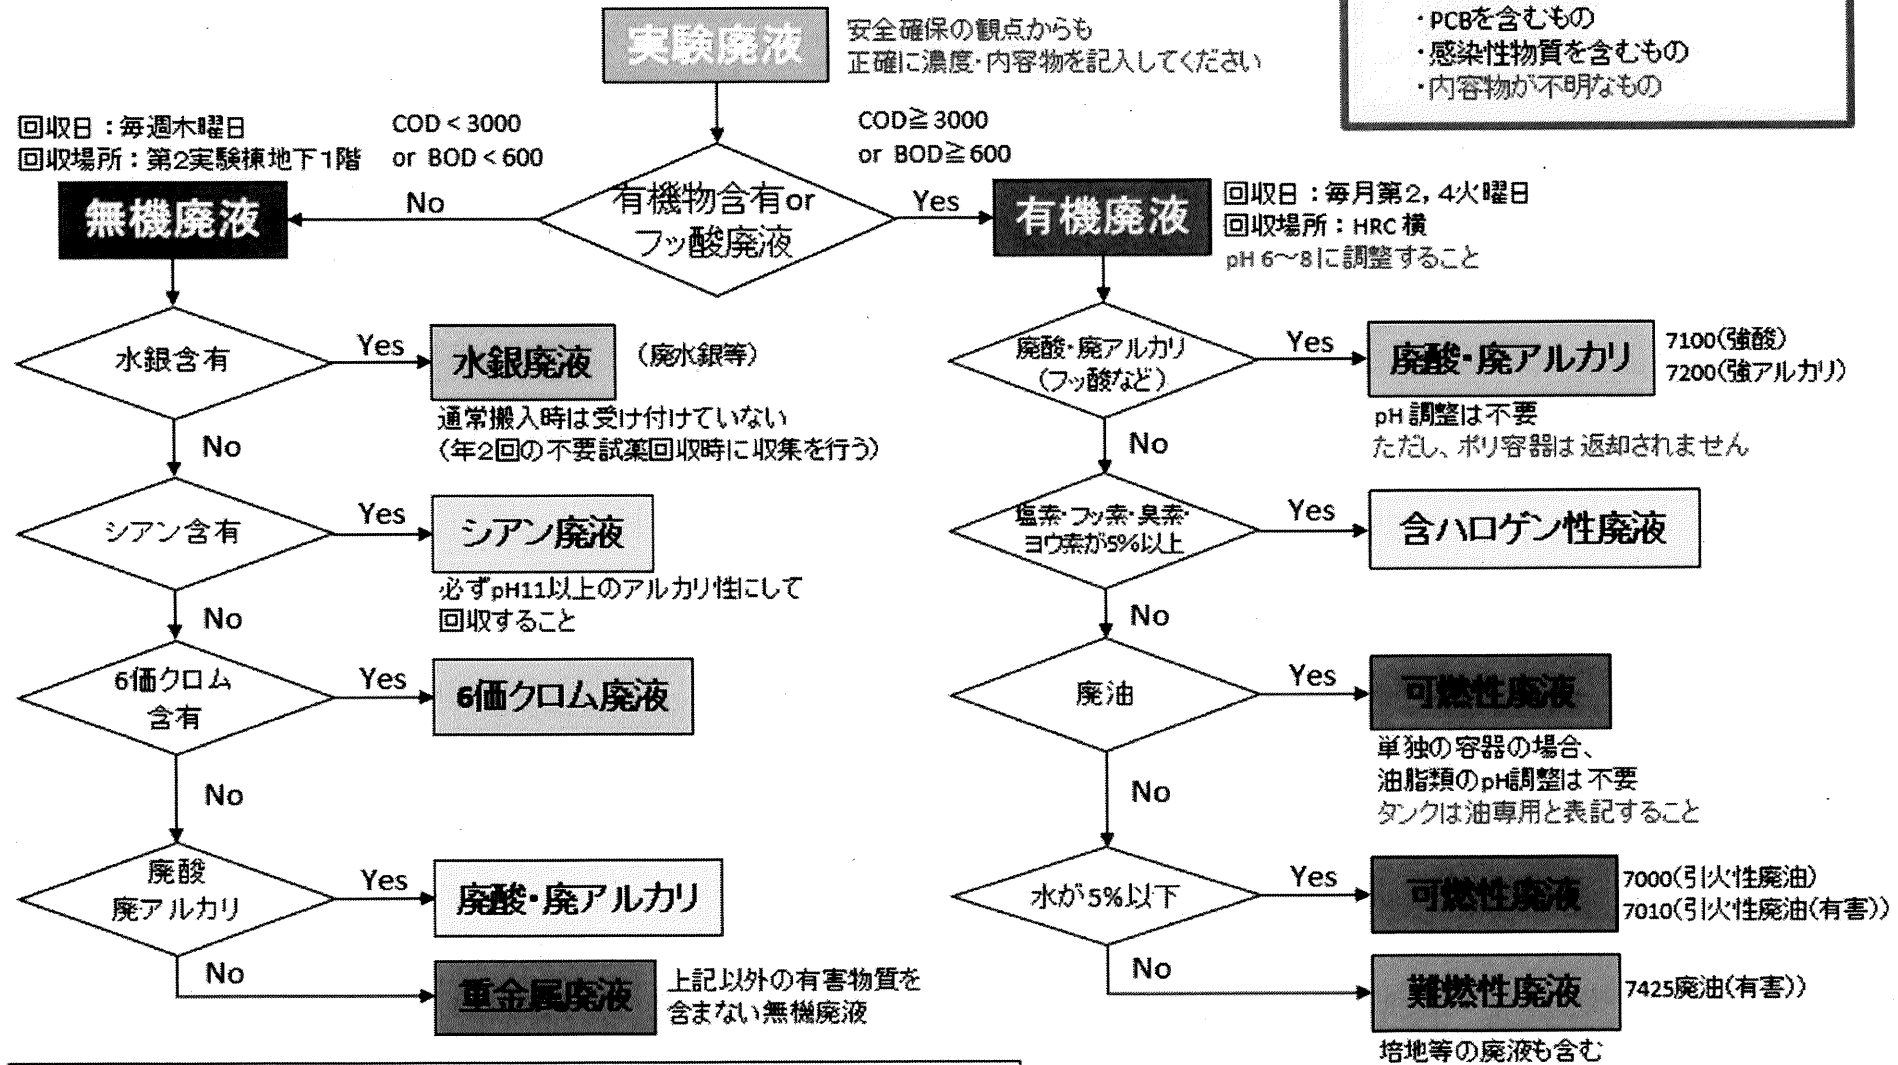 ・PCBを含むもの
・感染性物質を含むもの
・内容物が不明なもの
実験廃液
安全確保の観点からも
正確に濃度・内容物を記入してください
回収日：毎週木曜日
回収場所：第2実験棟地下1階
COD < 3000
or BOD < 600
COD≧3000
or BOD≧600
有機物含有or
フッ酸廃液
No
Yes
無機廃液
有機廃液
回収日：毎月第2, 4火曜日
回収場所：HRC 横
pH 6〜8に調整すること
水銀含有
Yes
水銀廃液
（廃水銀等）
通常搬入時は受け付けていない
（年2回の不要試薬回収時に収集を行う）
No
シアン含有
Yes
シアン廃液
必ずpH11以上のアルカリ性にして
回収すること
No
6価クロム
含有
Yes
6価クロム廃液
No
廃酸
廃アルカリ
Yes
廃酸・廃アルカリ
No
重金属廃液
上記以外の有害物質を
含まない無機廃液
廃酸・廃アルカリ
（フッ酸など）
Yes
廃酸・廃アルカリ
7100(強酸)
7200(強アルカリ)
pH 調整は不要
ただし、ポリ容器は返却されません
No
塩素・フッ素・臭素・
ヨウ素が5%以上
Yes
含ハロゲン性廃液
No
廃油
Yes
可燃性廃液
単独の容器の場合、
油脂類のpH調整は不要
タンクは油専用と表記すること
No
水が5%以下
Yes
可燃性廃液
7000(引火性廃油)
7010(引火性廃油(有害))
No
難燃性廃液
7425廃油(有害))
培地等の廃液も含む